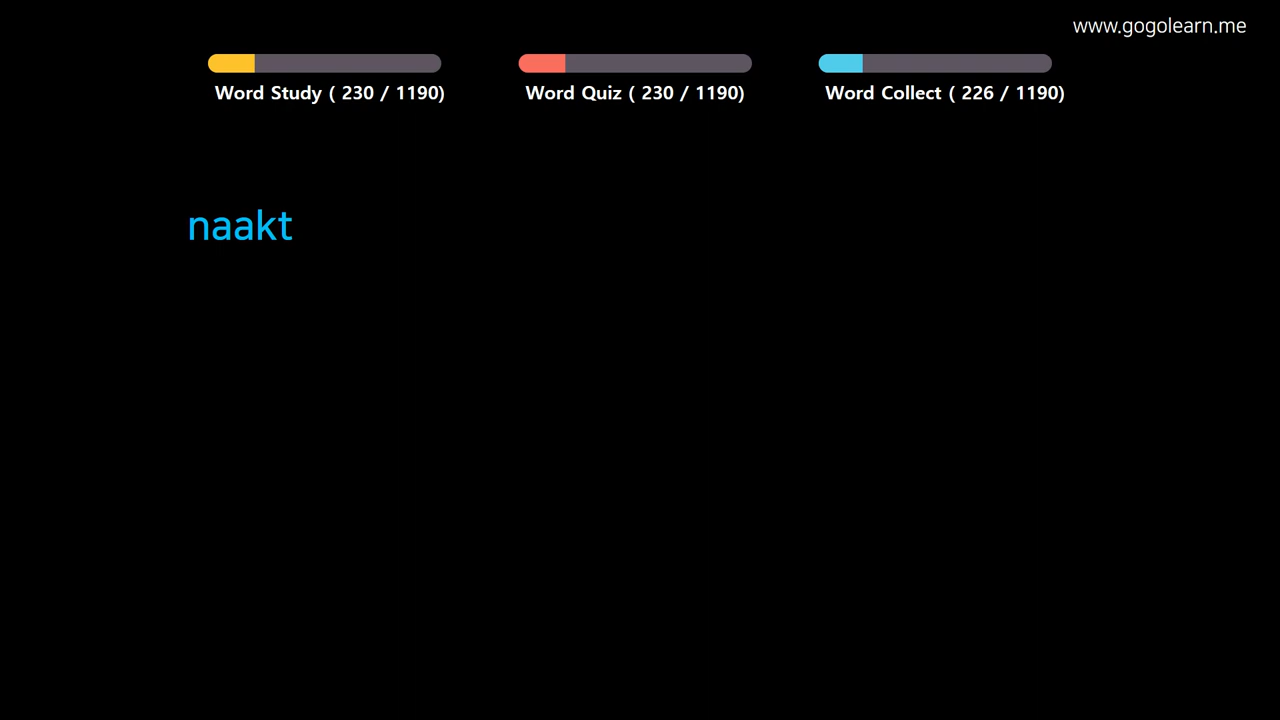 www.gogolearn.me
Word Study ( 230 / 1190)
Word Quiz ( 230 / 1190)
Word Collect ( 226 / 1190)
naakt